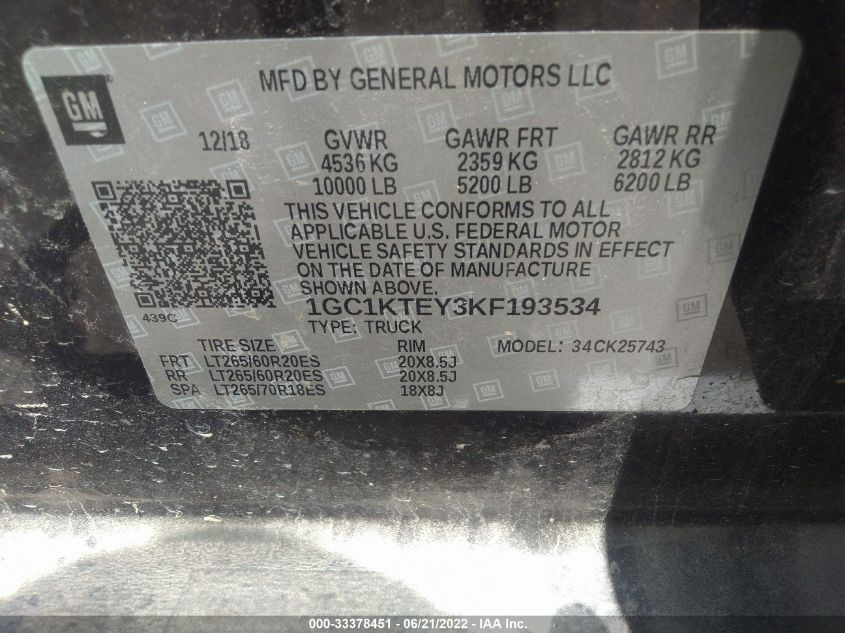 GM
MFD BY GENERAL MOTORS LLC
12/18 GVWR GAWR FRT GAWR RR
4536 KG 2359 KG 2812 KG
10000 LB 5200 LB 6200 LB
THIS VEHICLE CONFORMS TO ALL
APPLICABLE U.S. FEDERAL MOTOR
VEHICLE SAFETY STANDARDS IN EFFECT
ON THE DATE OF MANUFACTURE
SHOWN ABOVE.
439C
1GC1KTEY3KF193534
TYPE: TRUCK
TIRE SIZE RIM MODEL: 34CK25743
FRT LT265/60R20ES 20X8.5J
RR LT265/60R20ES 20X8.5J
SPA LT265/70R18ES 18X8J
000-33378451 - 06/21/2022 - ©IAA Inc.